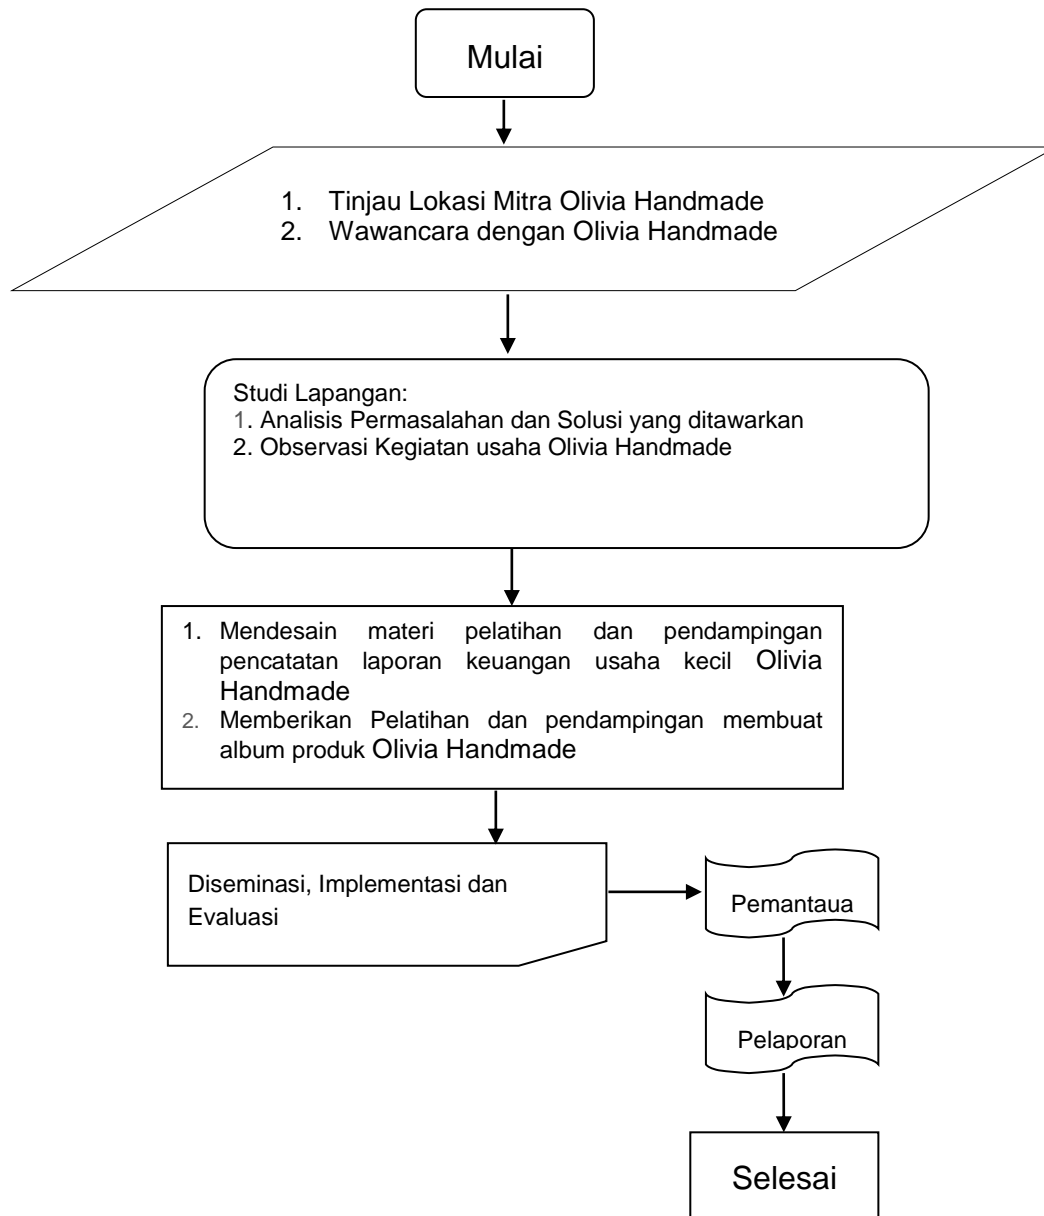 Mulai
1. Tinjau Lokasi Mitra Olivia Handmade
2. Wawancara dengan Olivia Handmade
Studi Lapangan:
1. Analisis Permasalahan dan Solusi yang ditawarkan
2. Observasi Kegiatan usaha Olivia Handmade
1. Mendesain materi pelatihan dan pendampingan
pencatatan laporan keuangan usaha kecil Olivia
Handmade
2. Memberikan Pelatihan dan pendampingan membuat
album produk Olivia Handmade
Diseminasi, Implementasi dan
Evaluasi
Pemantaua
Pelaporan
Selesai